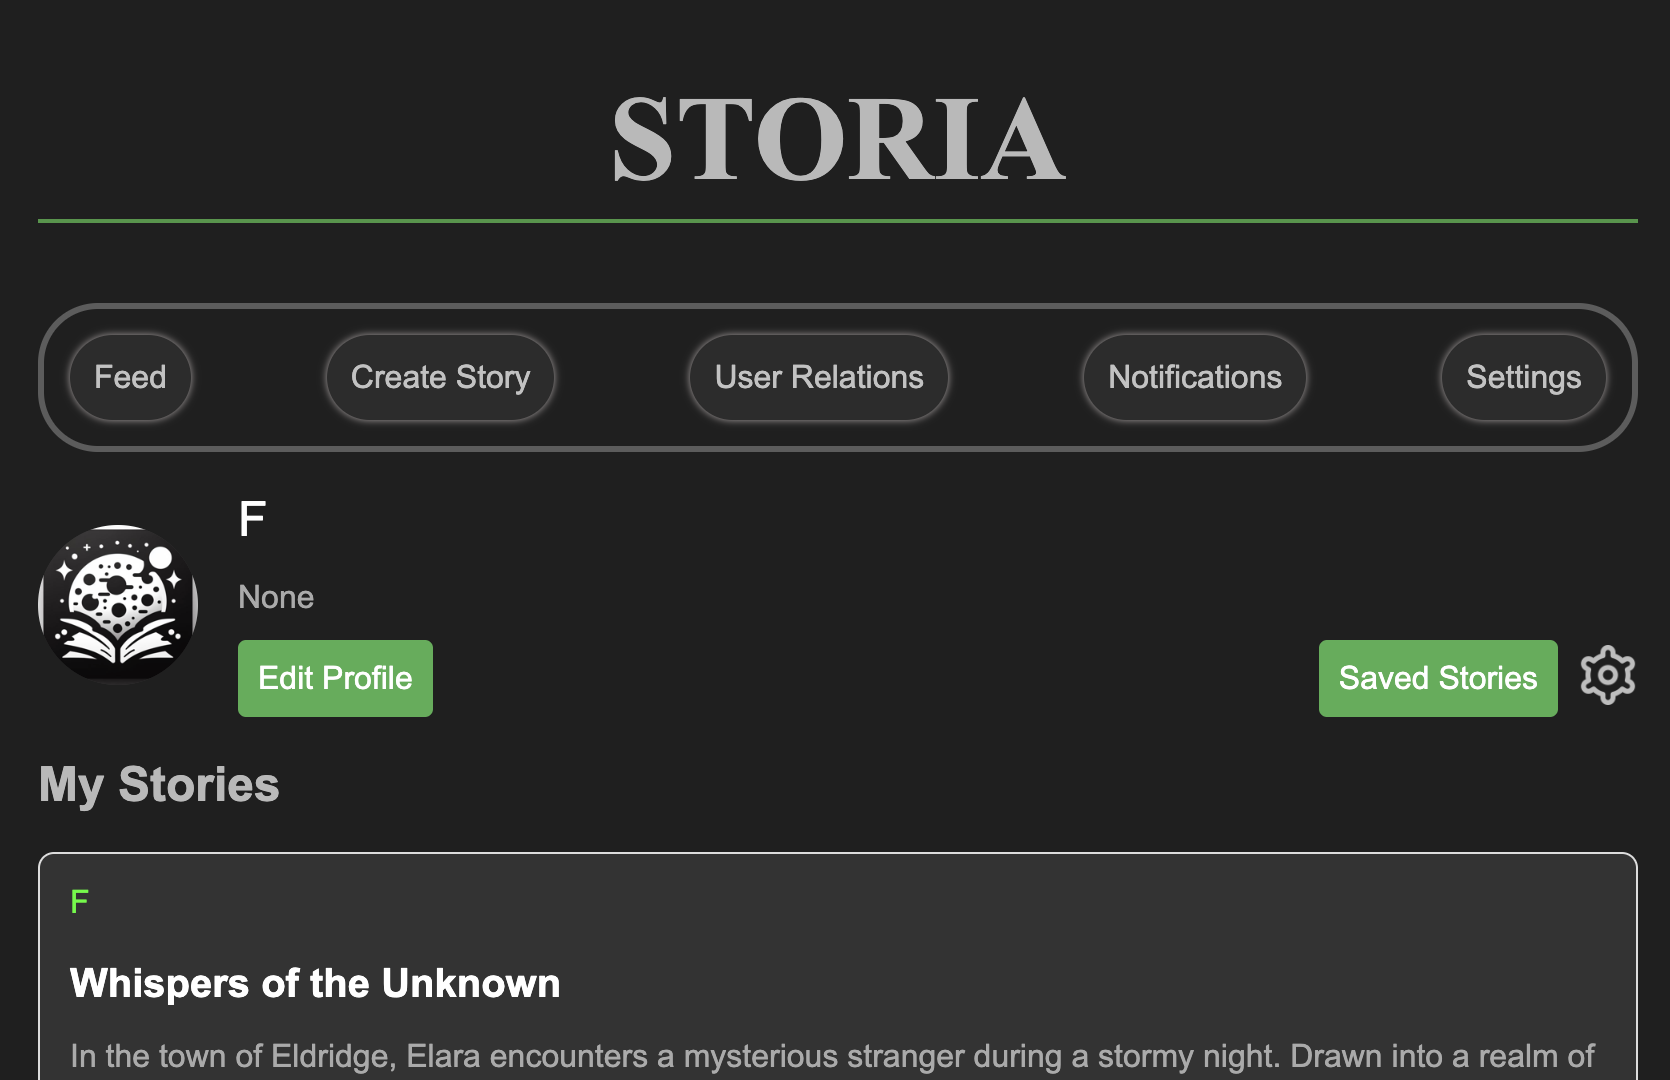 STORIA
Feed
Create Story
User Relations
Notifications
Settings
F
None
Edit Profile
Saved Stories
My Stories
F
Whispers of the Unknown
In the town of Eldridge, Elara encounters a mysterious stranger during a stormy night. Drawn into a realm of